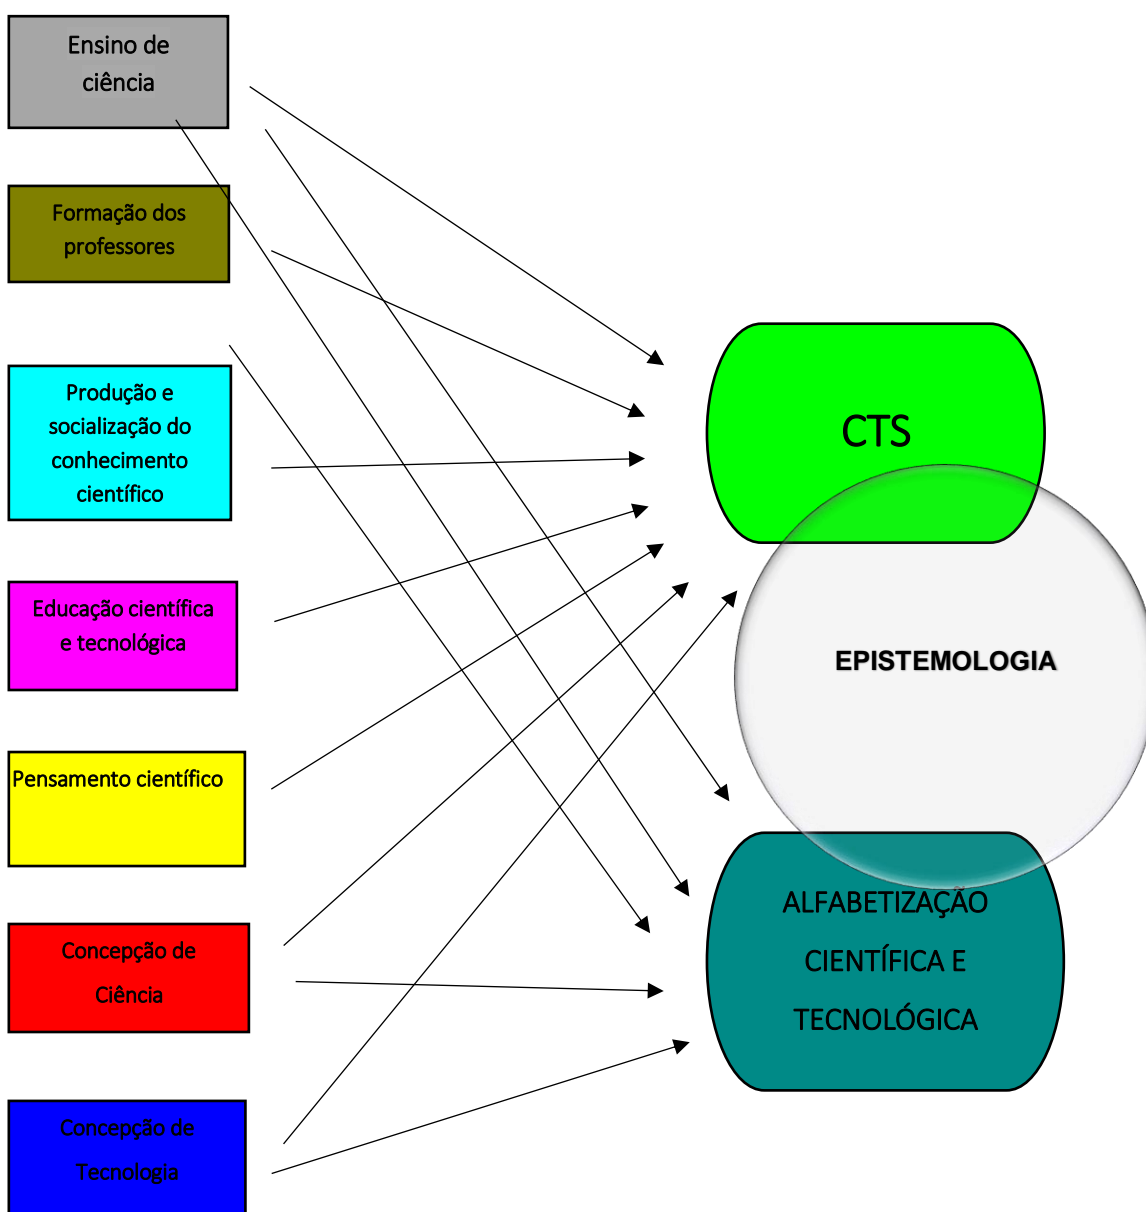 Ensino de
ciência
Formação dos
professores
Produção e
socialização do
conhecimento
científico
Educação científica
e tecnológica
Pensamento científico
Concepção de
Ciência
Concepção de
Tecnologia
CTS
EPISTEMOLOGIA
ALFABETIZAÇÃO
CIENTÍFICA E
TECNOLÓGICA